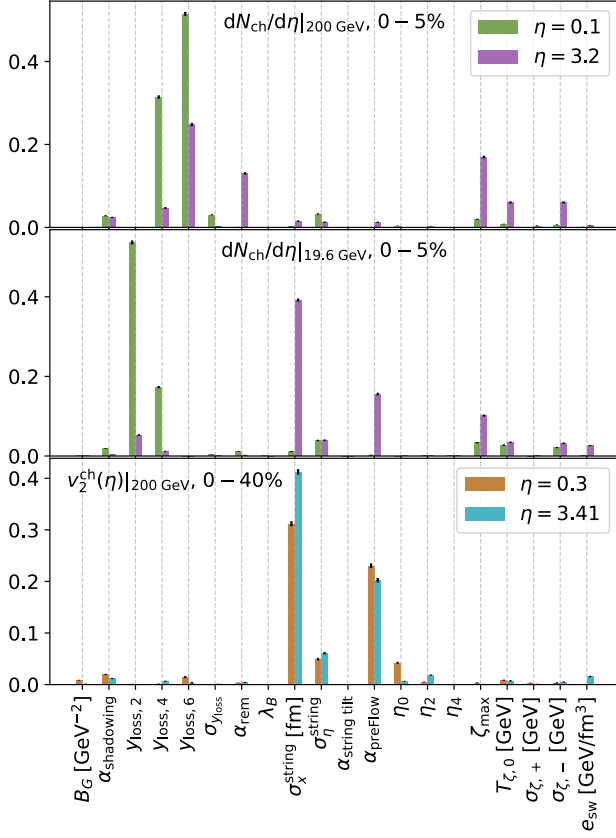 dN_ch/dη|_200 GeV, 0 − 5%
η = 0.1
η = 3.2
0.4
0.2
0.0
dN_ch/dη|_19.6 GeV, 0 − 5%
0.4
0.2
0.0
v_2^ch(η)|_200 GeV, 0 − 40%
η = 0.3
η = 3.41
0.4
0.3
0.2
0.1
0.0
B_G [GeV^−2]
α_shadowing
y_loss, 2
y_loss, 4
y_loss, 6
σ_y_loss
α_rem
λ_B
σ_x^string [fm]
σ_η^string
α_string tilt
α_preFlow
η_0
η_2
η_4
ζ_max
T_ζ, 0 [GeV]
σ_ζ, + [GeV]
σ_ζ, − [GeV]
e_sw [GeV/fm^3]